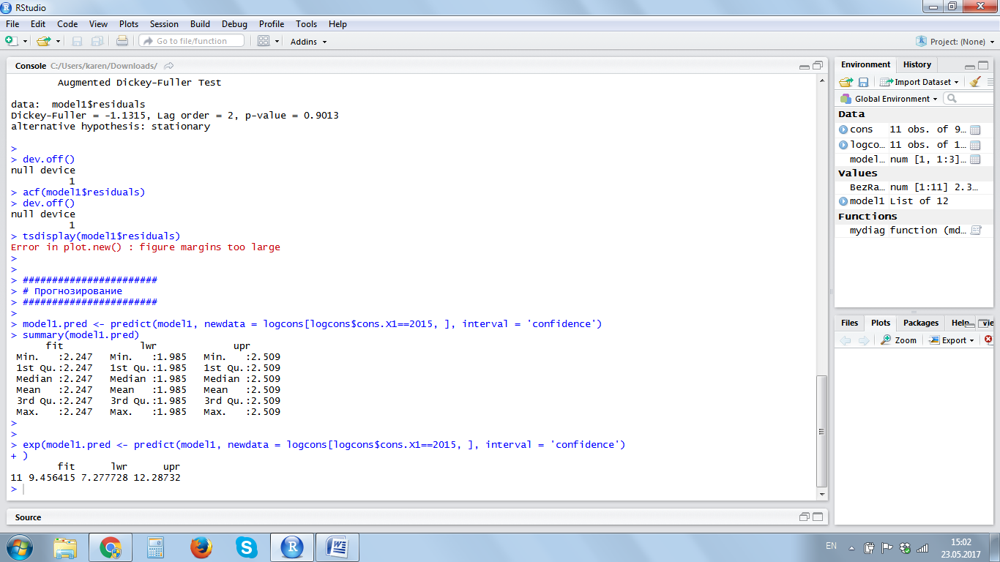 RStudio
File Edit Code View Plots Session Build Debug Profile Tools Help
Go to file/function Addins Project: (None)
Console C:/Users/karen/Downloads/
Augmented Dickey-Fuller Test
data:  model1$residuals
Dickey-Fuller = -1.1315, Lag order = 2, p-value = 0.9013
alternative hypothesis: stationary
>
> dev.off()
null device
1
> acf(model1$residuals)
> dev.off()
null device
1
> tsdisplay(model1$residuals)
Error in plot.new() : figure margins too large
>
>
> #######################
> # Прогнозирование
> #######################
>
> model1.pred <- predict(model1, newdata = logcons[logcons$cons.X1==2015, ], interval = 'confidence')
> summary(model1.pred)
fit lwr upr
Min. :2.247 Min. :1.985 Min. :2.509
1st Qu.:2.247 1st Qu.:1.985 1st Qu.:2.509
Median :2.247 Median :1.985 Median :2.509
Mean :2.247 Mean :1.985 Mean :2.509
3rd Qu.:2.247 3rd Qu.:1.985 3rd Qu.:2.509
Max. :2.247 Max. :1.985 Max. :2.509
>
>
> exp(model1.pred <- predict(model1, newdata = logcons[logcons$cons.X1==2015, ], interval = 'confidence')
+ )
fit lwr upr
11 9.456415 7.277728 12.28732
>
Source
Environment History
Import Dataset
Global Environment
Data
cons 11 obs. of 9…
logco… 11 obs. of 1…
model… num [1, 1:3]…
Values
BezRa… num [1:11] 2.3…
model1 List of 12
Functions
mydiag function (md…
Files Plots Packages Help
Zoom Export
EN 15:02
23.05.2017